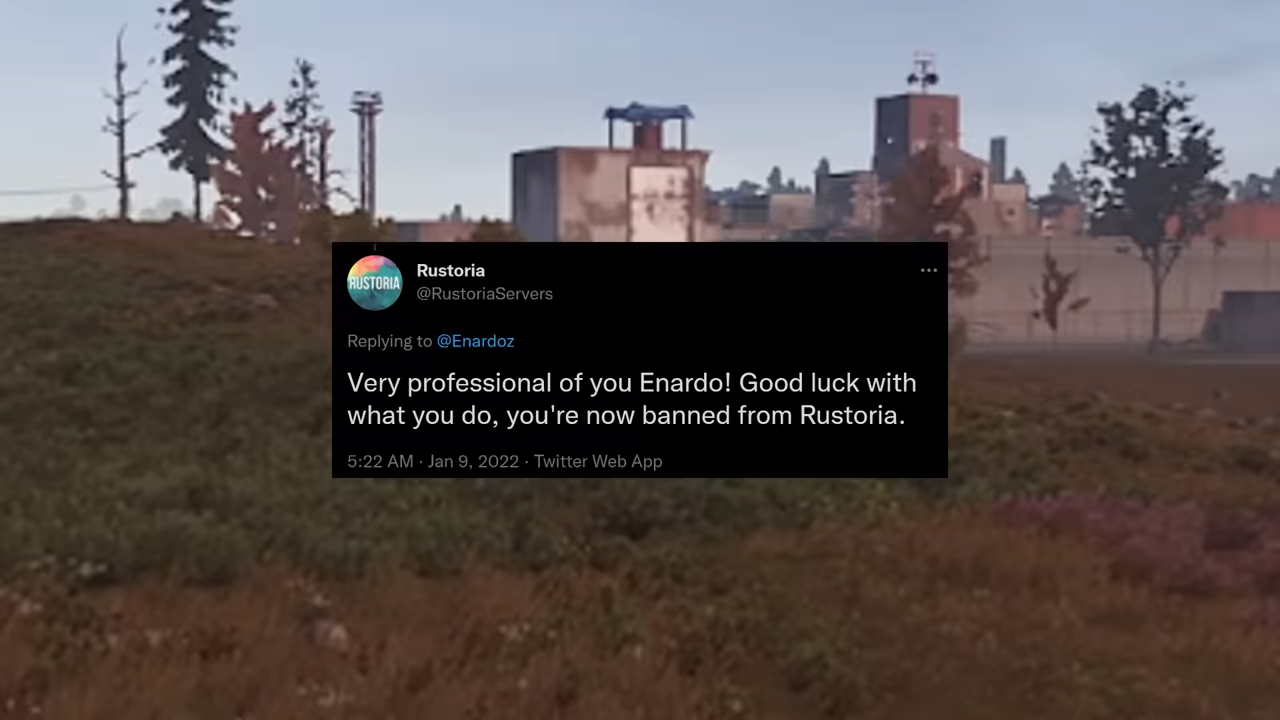 RUSTORIA
Rustoria
@RustoriaServers
Replying to @Enardoz
Very professional of you Enardo! Good luck with
what you do, you're now banned from Rustoria.
5:22 AM · Jan 9, 2022 · Twitter Web App